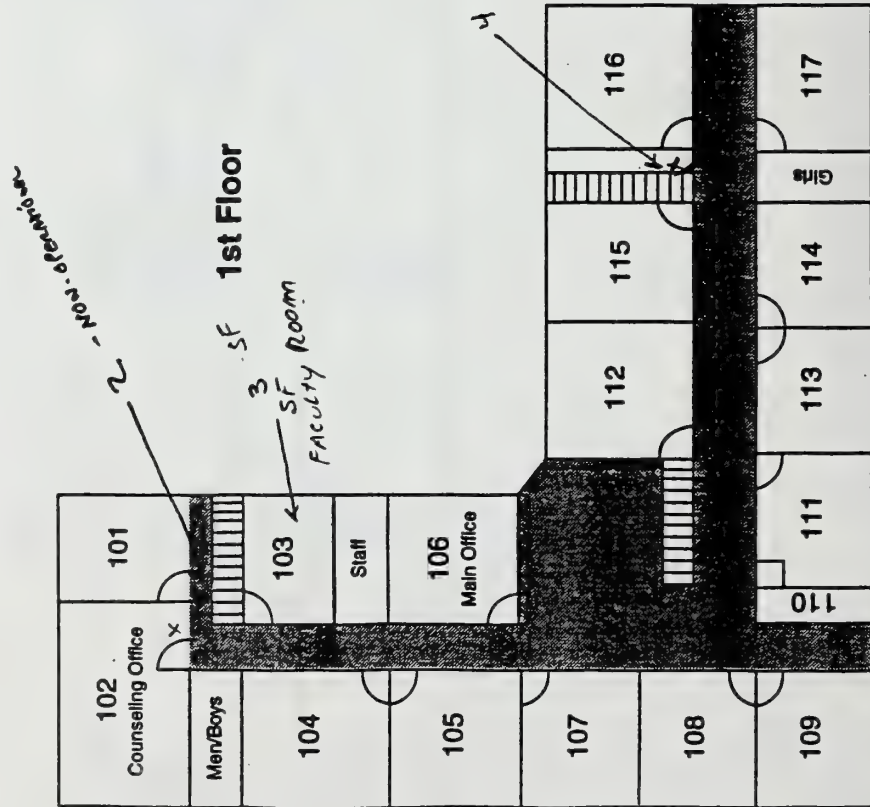 4
2 - NON-OPERATIONAL
SF
1st Floor
3
SF
FACULTY ROOM
101
102
Counseling Office
x
Men/Boys
103
Staff
104
105
106
Main Office
107
108
109
110
111
112
113
114
115
116
117
Girls
x
x